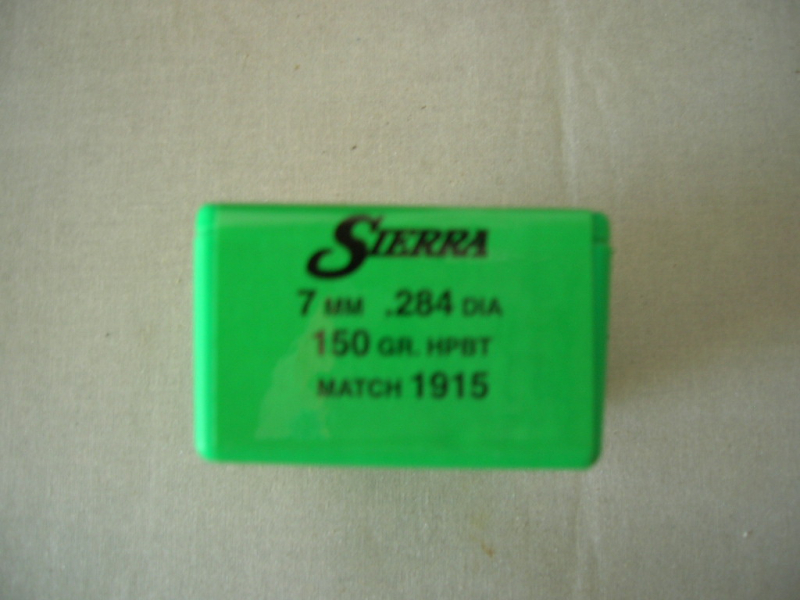 SIERRA
7 MM .284 DIA
150 GR. HPBT
MATCH 1915